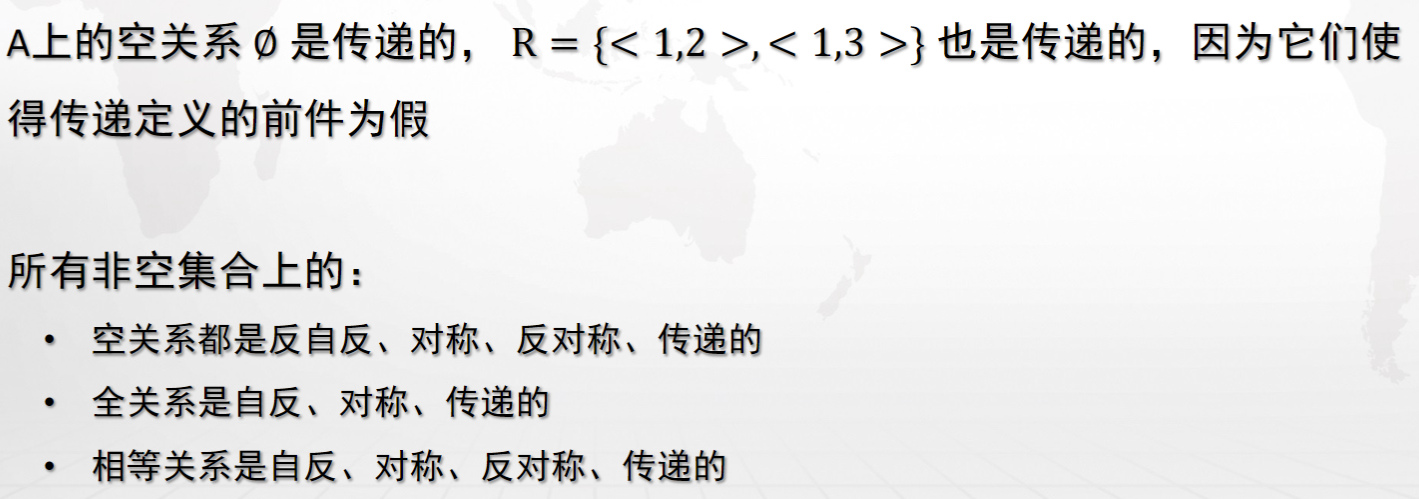 A上的空关系 ∅ 是传递的， R = {< 1,2 >,< 1,3 >} 也是传递的，因为它们使
得传递定义的前件为假
所有非空集合上的：
• 空关系都是反自反、对称、反对称、传递的
• 全关系是自反、对称、传递的
• 相等关系是自反、对称、反对称、传递的